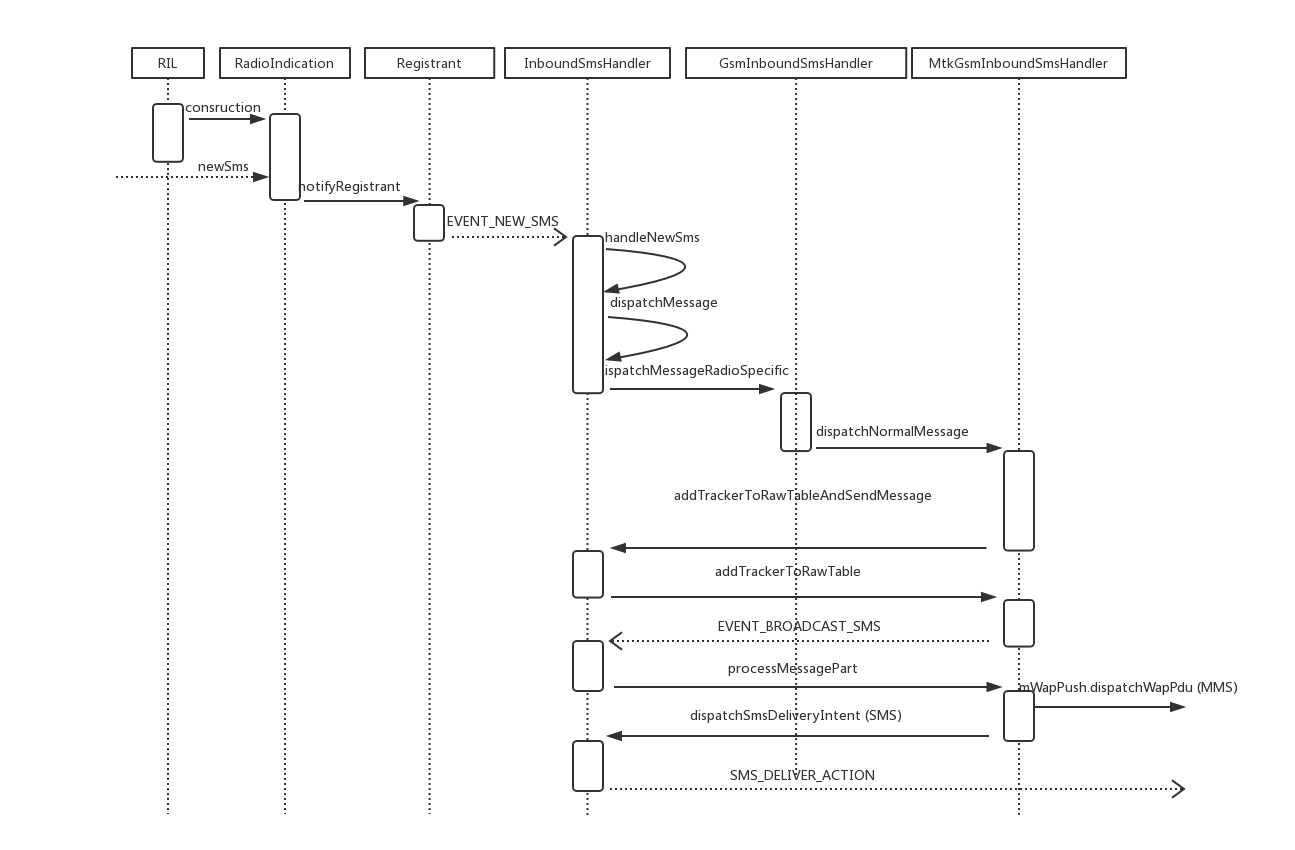 RIL
RadioIndication
Registrant
InboundSmsHandler
GsmInboundSmsHandler
MtkGsmInboundSmsHandler
consruction
newSms
notifyRegistrant
EVENT_NEW_SMS
handleNewSms
dispatchMessage
ispatchMessageRadioSpecific
dispatchNormalMessage
addTrackerToRawTableAndSendMessage
addTrackerToRawTable
EVENT_BROADCAST_SMS
processMessagePart
mWapPush.dispatchWapPdu (MMS)
dispatchSmsDeliveryIntent (SMS)
SMS_DELIVER_ACTION